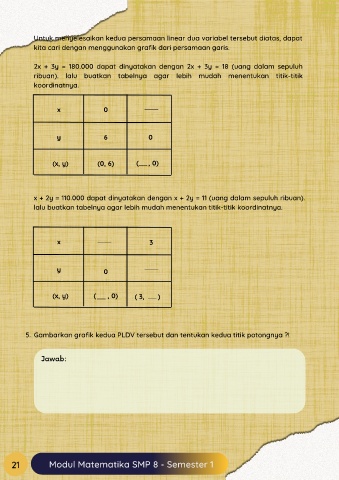 Untuk menyelesaikan kedua persamaan linear dua variabel tersebut diatas, dapat
kita cari dengan menggunakan grafik dari persamaan garis.
2x + 3y = 180.000 dapat dinyatakan dengan 2x + 3y = 18 (uang dalam sepuluh
ribuan), lalu buatkan tabelnya agar lebih mudah menentukan titik-titik
koordinatnya.
x 0 ___
y 6 0
(x, y) (0, 6) (__ , 0)
x + 2y = 110.000 dapat dinyatakan dengan x + 2y = 11 (uang dalam sepuluh ribuan),
lalu buatkan tabelnya agar lebih mudah menentukan titik-titik koordinatnya.
x ___ 3
y 0 ___
(x, y) (__ , 0) ( 3, __ )
5. Gambarkan grafik kedua PLDV tersebut dan tentukan kedua titik potongnya ?!
Jawab:
21 Modul Matematika SMP 8 - Semester 1